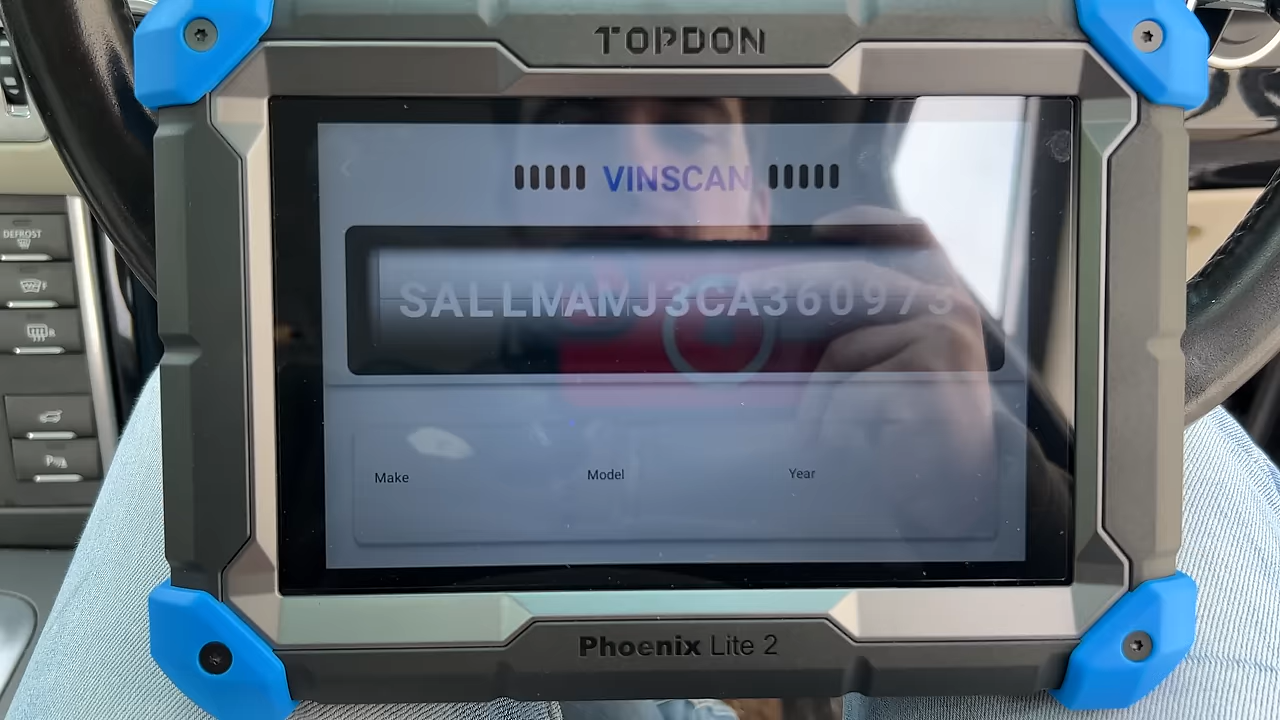 TOPDON
VINSCAN
SALLMAMJ3CA360973
Make Model Year
Phoenix Lite 2
DEFROST
F
R
P